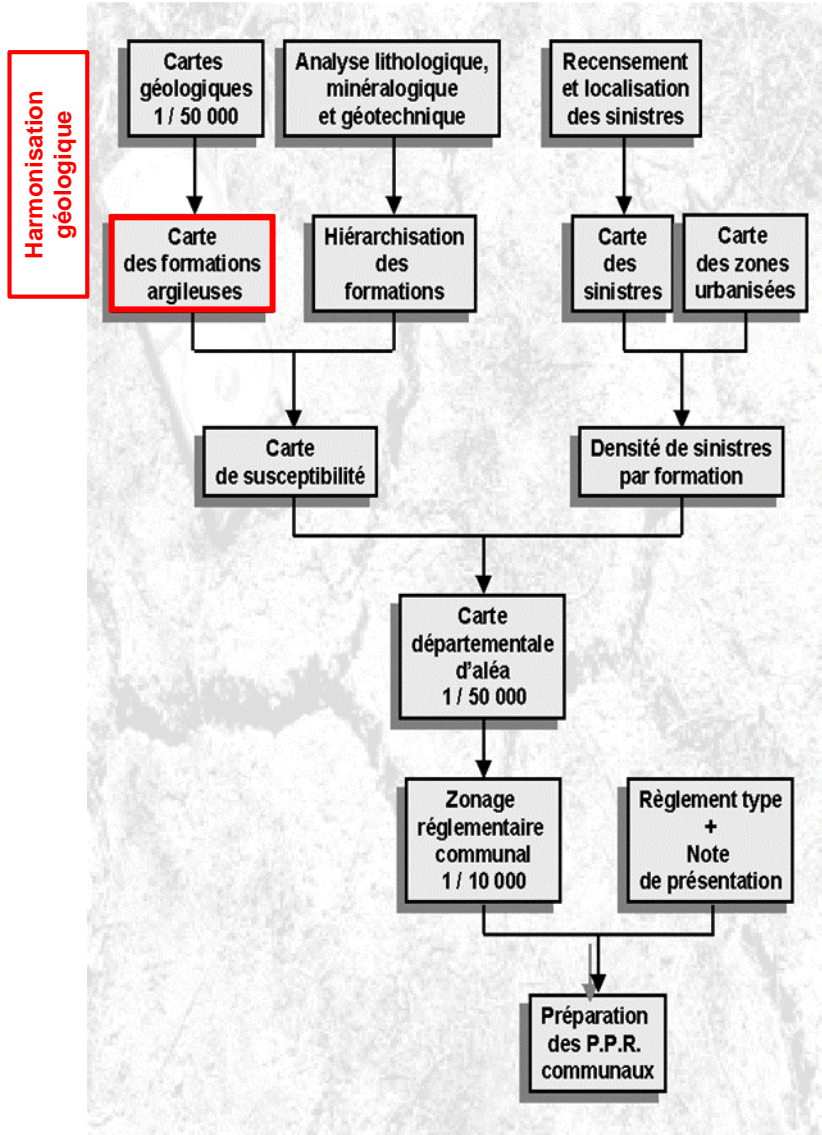 Harmonisation
géologique
Cartes
géologiques
1 / 50 000
Analyse lithologique,
minéralogique
et géotechnique
Recensement
et localisation
des sinistres
Carte
des formations
argileuses
Hiérarchisation
des
formations
Carte
des
sinistres
Carte
des zones
urbanisées
Carte
de susceptibilité
Densité de sinistres
par formation
Carte
départementale
d'aléa
1 / 50 000
Zonage
réglementaire
communal
1 / 10 000
Règlement type
+
Note
de présentation
Préparation
des P.P.R.
communaux